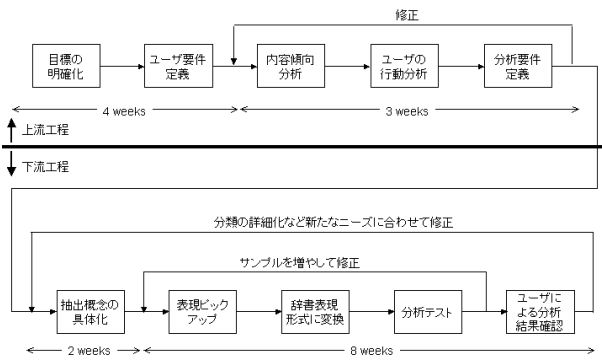 修正
目標の
明確化
ユーザ要件
定義
内容傾向
分析
ユーザの
行動分析
分析要件
定義
4 weeks
3 weeks
上流工程
下流工程
分類の詳細化など新たなニーズに合わせて修正
サンプルを増やして修正
抽出概念の
具体化
表現ピック
アップ
辞書表現
形式に変換
分析テスト
ユーザに
よる分析
結果確認
2 weeks
8 weeks